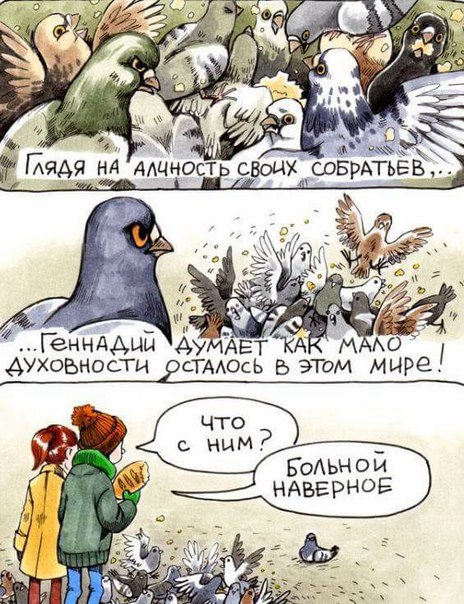 Глядя на алчность своих собратьев,..
...Геннадий думает как мало
духовности осталось в этом мире!
Что
с ним?
Больной
наверное